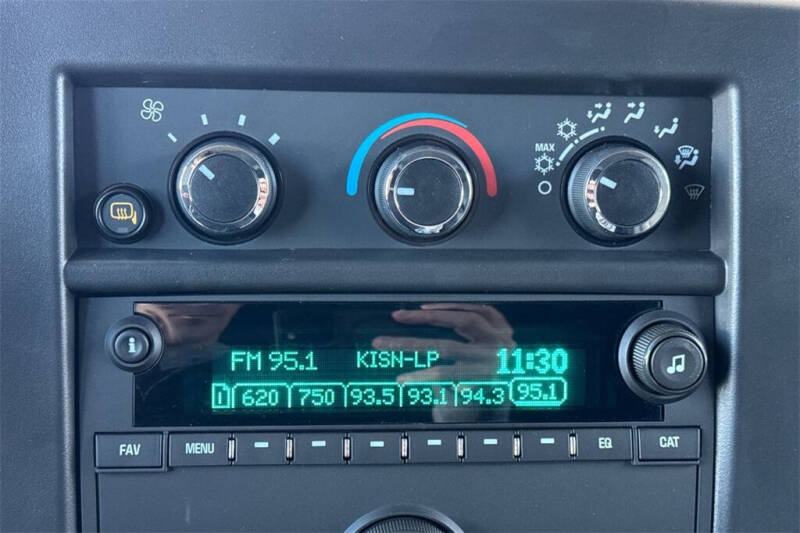 MAX
FM 95.1 KISN-LP 11:30
1 620 750 93.5 93.1 94.3 95.1
i
FAV MENU EQ CAT